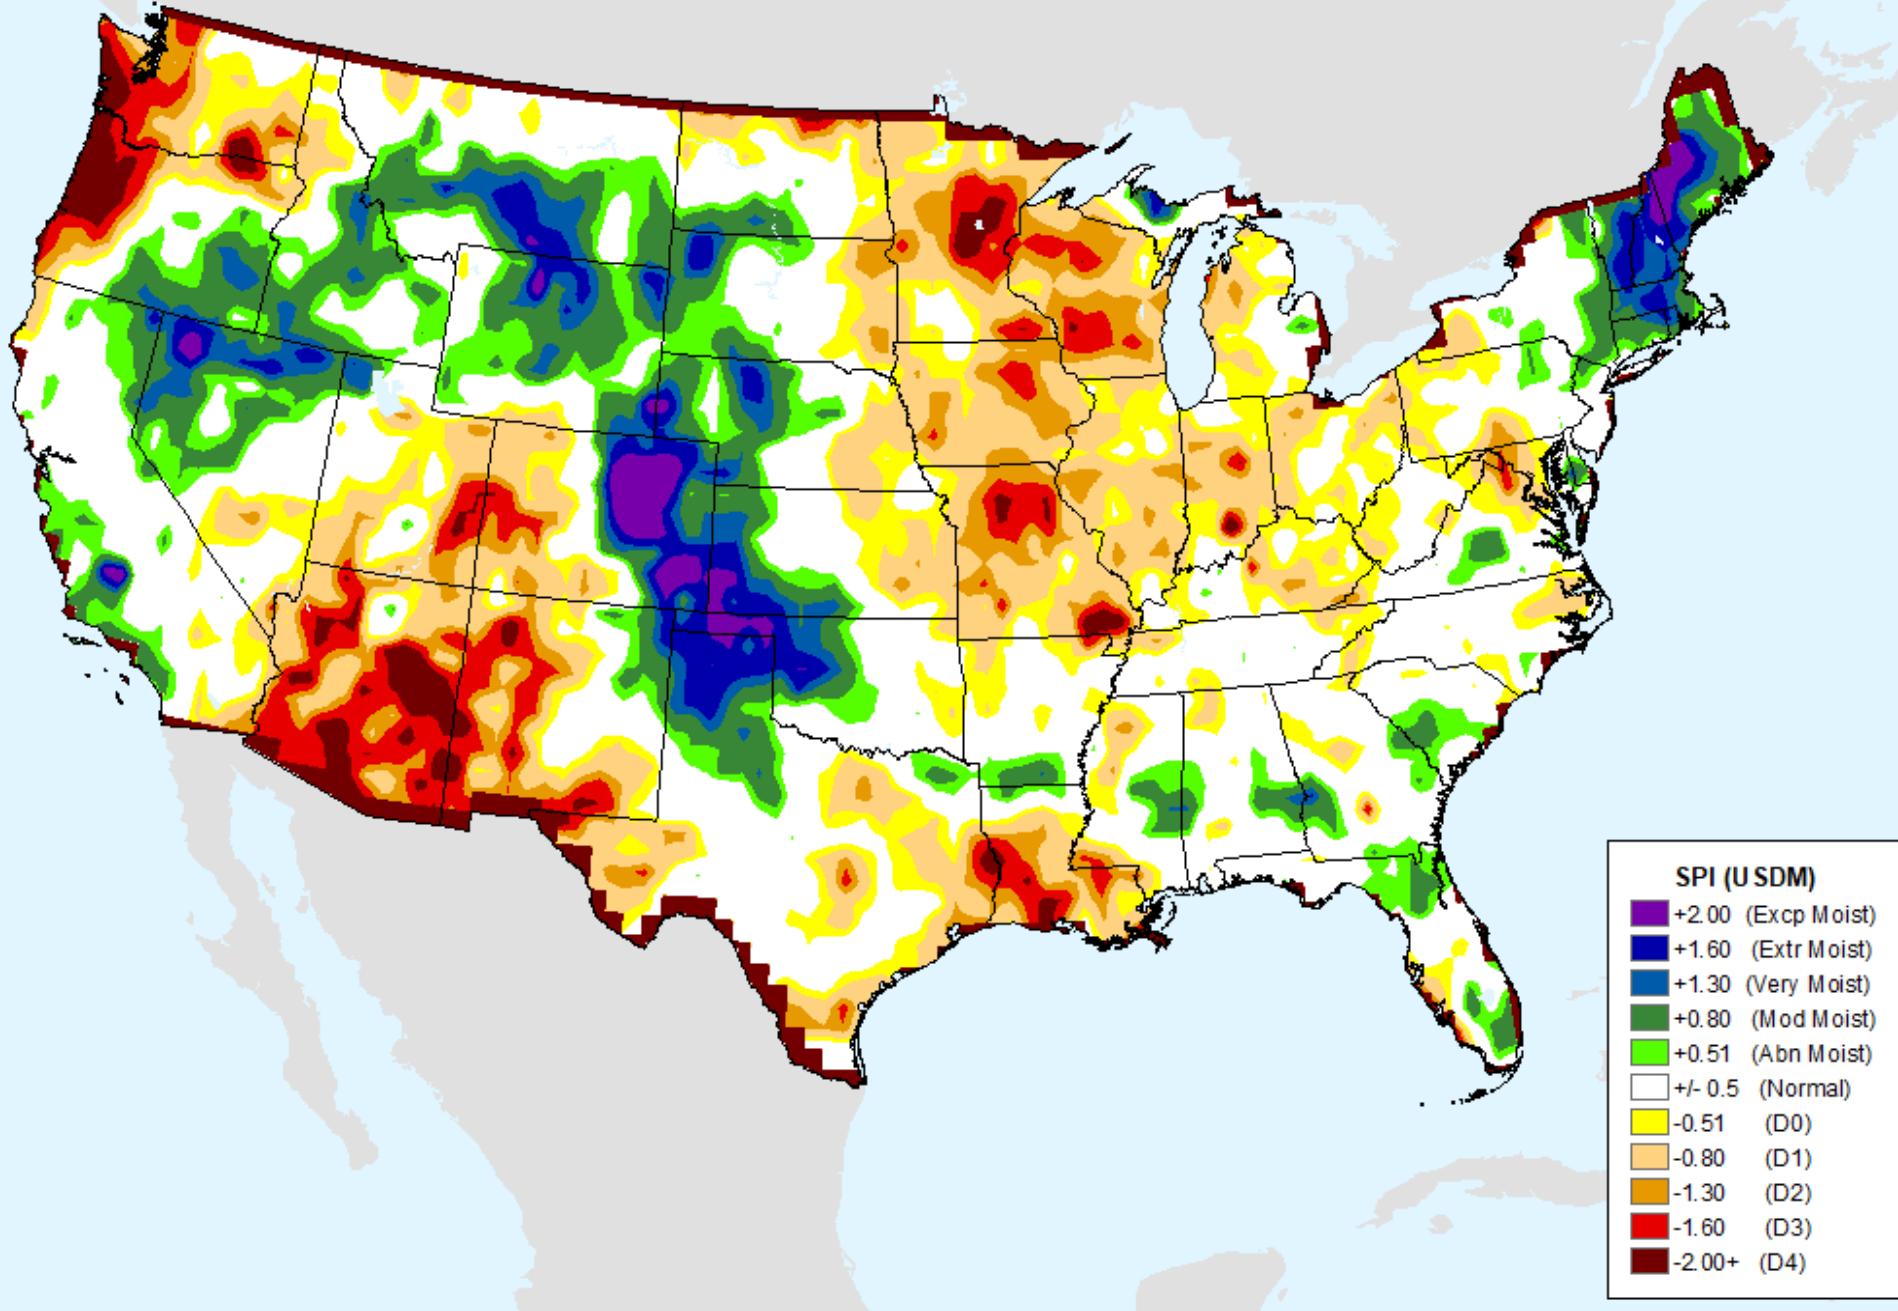 SPI (USDM)
+2.00 (Excp Moist)
+1.60 (Extr Moist)
+1.30 (Very Moist)
+0.80 (Mod Moist)
+0.51 (Abn Moist)
+/- 0.5 (Normal)
-0.51 (D0)
-0.80 (D1)
-1.30 (D2)
-1.60 (D3)
-2.00+ (D4)